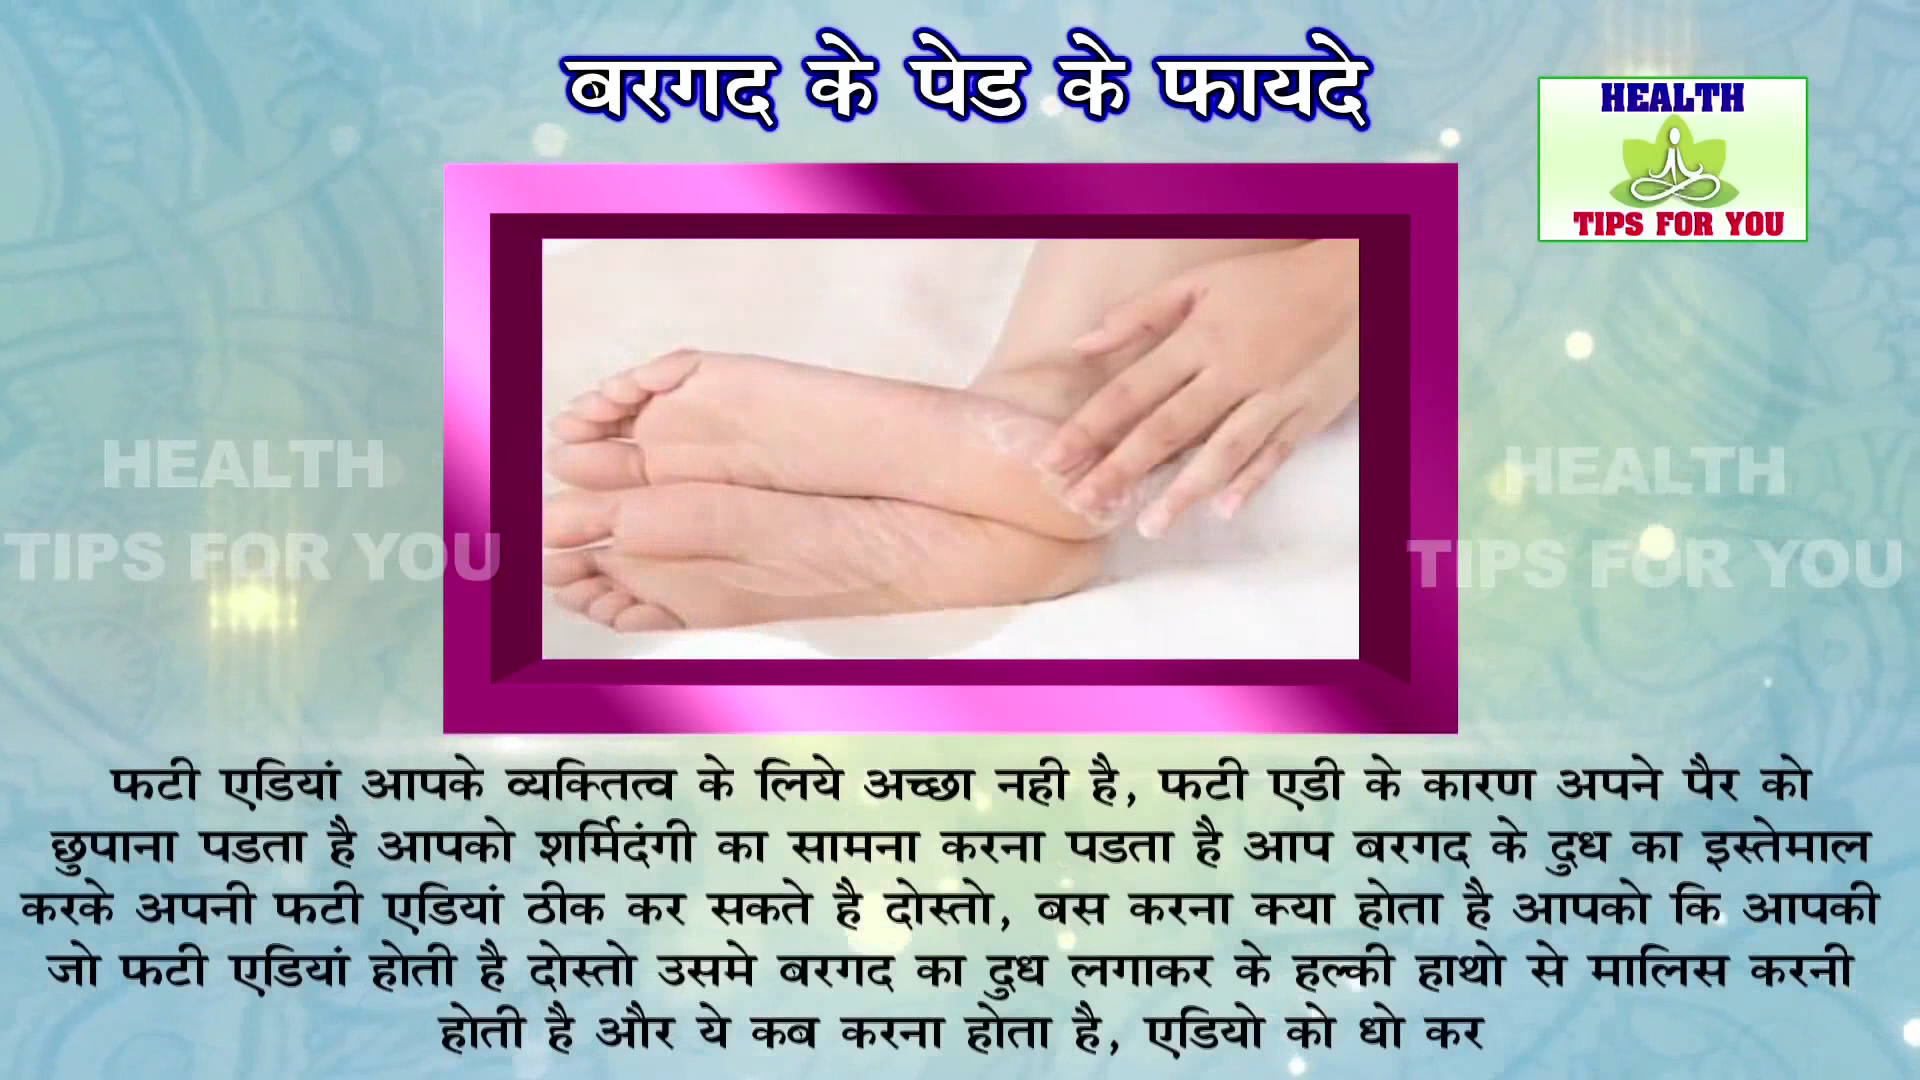 बरगद के पेड के फायदे
HEALTH
TIPS FOR YOU
HEALTH
TIPS FOR YOU
HEALTH
TIPS FOR YOU
फटी एडियां आपके व्यक्तित्व के लिये अच्छा नही है, फटी एडी के कारण अपने पैर को
छुपाना पडता है आपको शर्मिदंगी का सामना करना पडता है आप बरगद के दुध का इस्तेमाल
करके अपनी फटी एडियां ठीक कर सकते है दोस्तो, बस करना क्या होता है आपको कि आपकी
जो फटी एडियां होती है दोस्तो उसमे बरगद का दुध लगाकर के हल्की हाथो से मालिस करनी
होती है और ये कब करना होता है, एडियो को धो कर